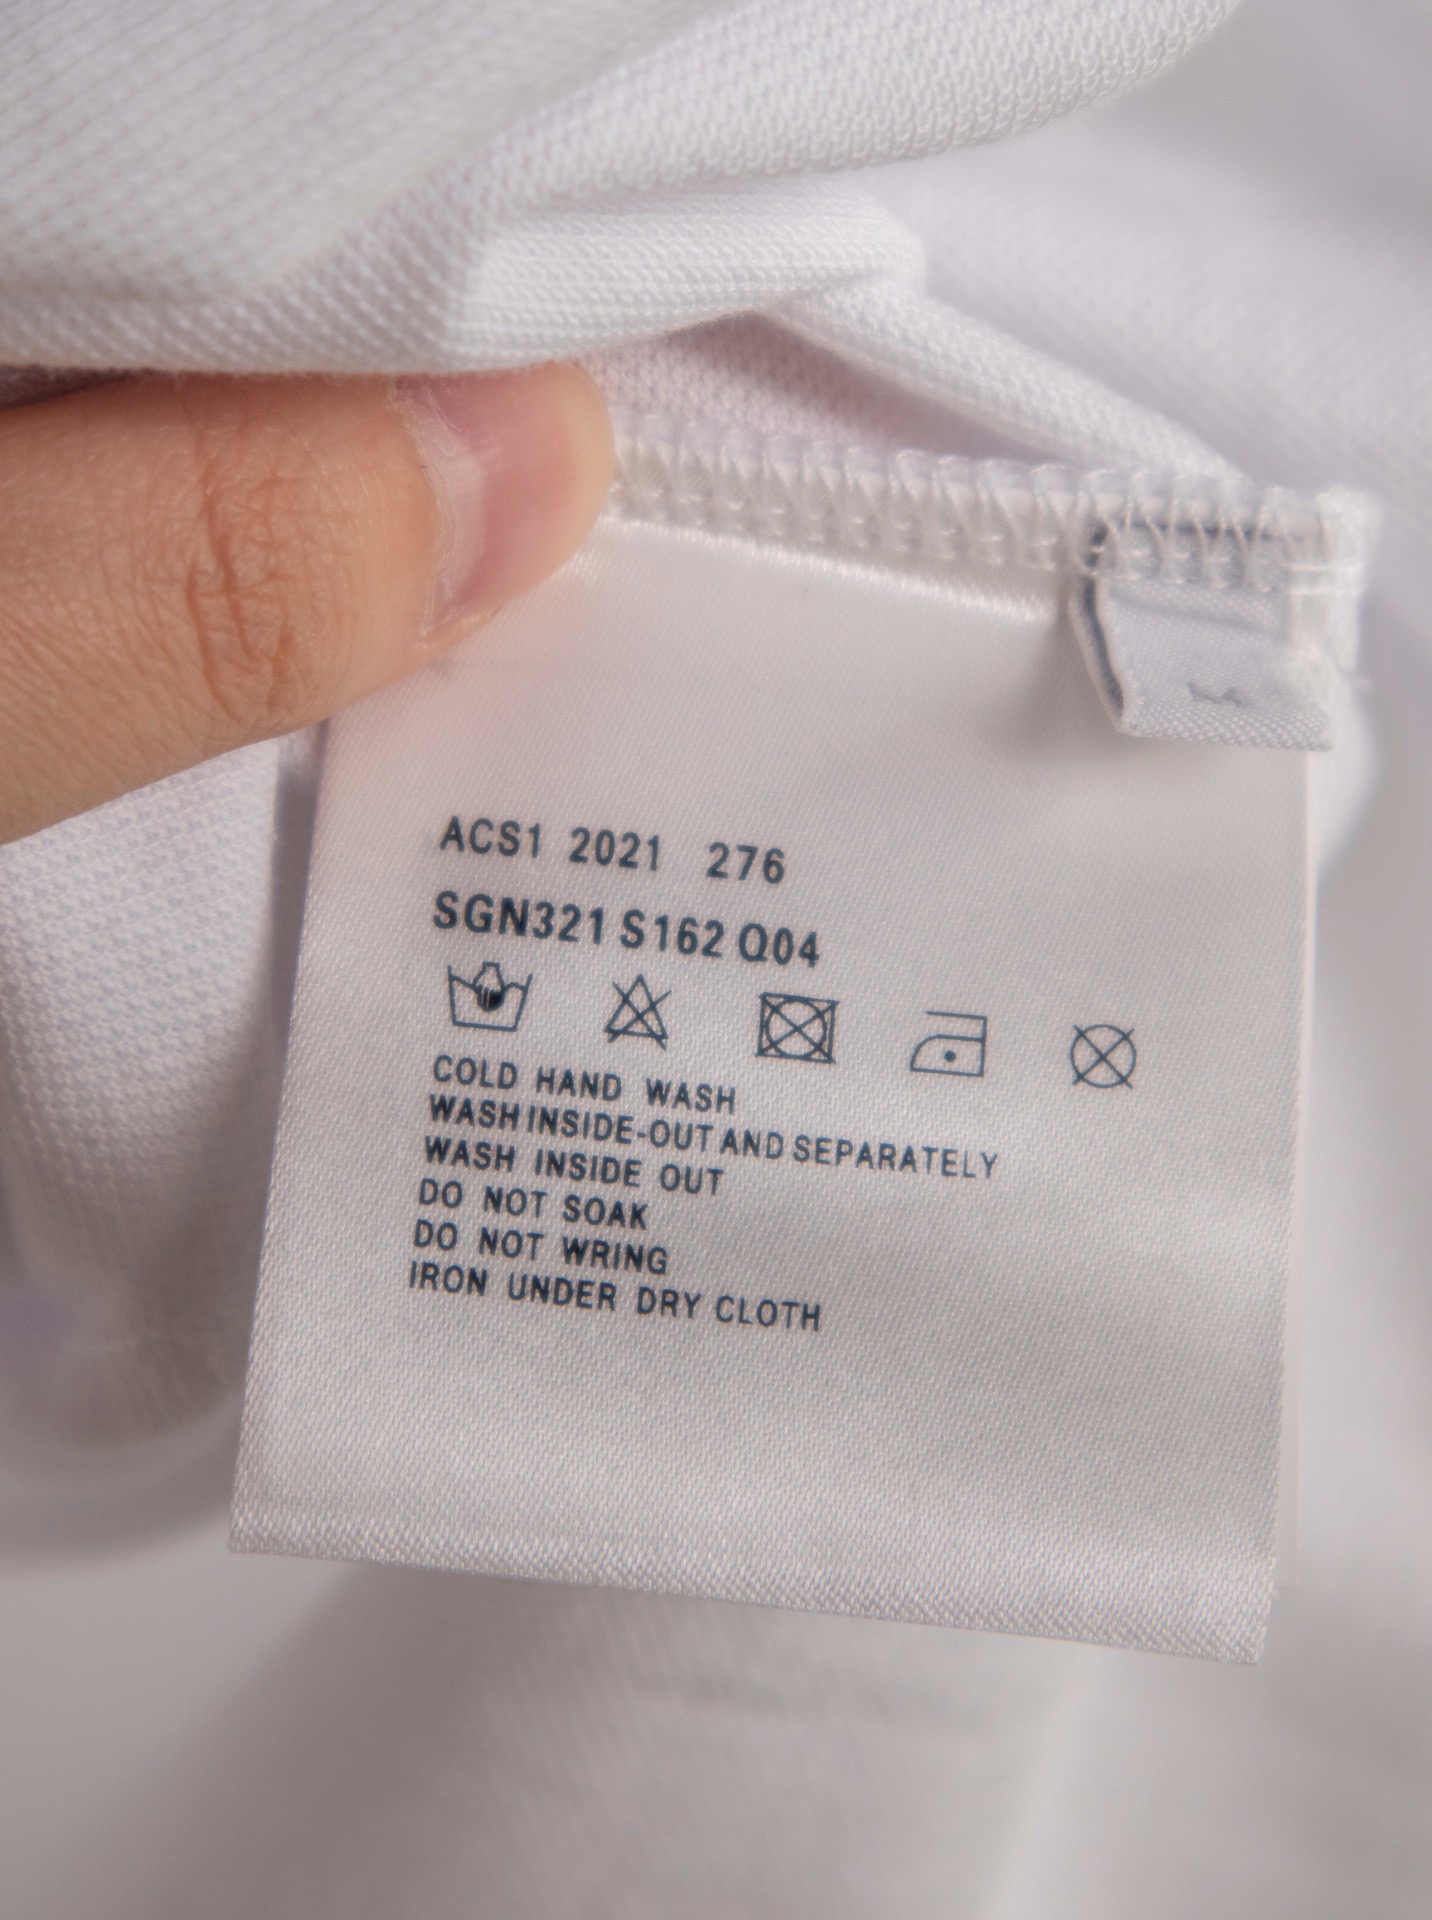 ACS1 2021 276
SGN321 S162 Q04
COLD HAND WASH
WASH INSIDE-OUT AND SEPARATELY
WASH INSIDE OUT
DO NOT SOAK
DO NOT WRING
IRON UNDER DRY CLOTH